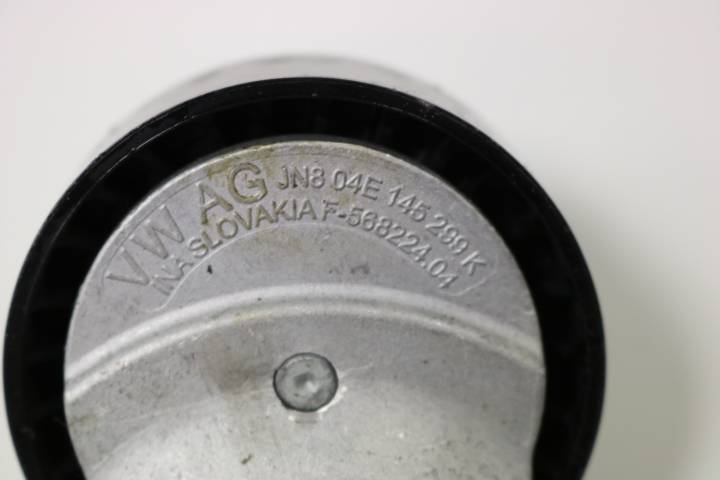 VW AG JN8 04E 145 299 K
INA SLOVAKIA F-568224.04